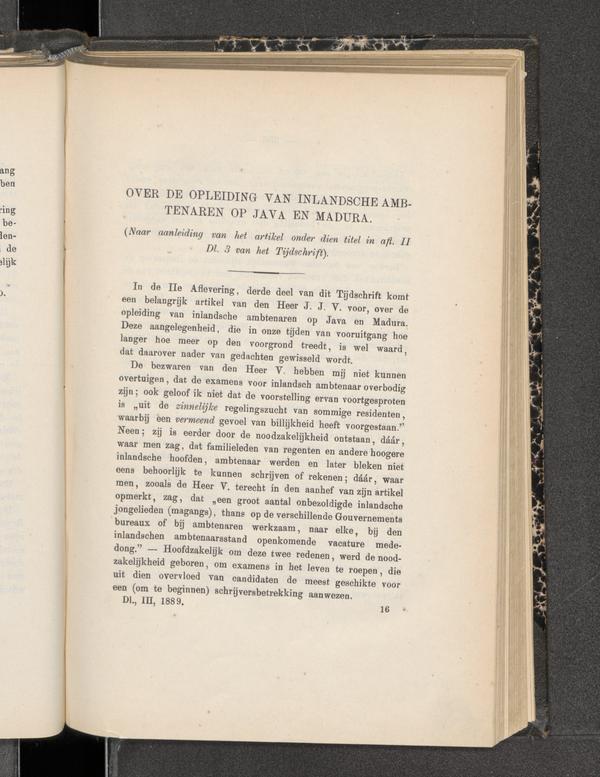 ang
ben
ring
be-
den-
de
elijk
OVER DE OPLEIDING VAN INLANDSCHE AMB-
TENAREN OP JAVA EN MADURA.
(Naar aanleiding van het artikel onder dien titel in afl. II
Dl. 3 van het Tijdschrift).
In de IIe Aflevering, derde deel van dit Tijdschrift komt
een belangrijk artikel van den Heer J. J. V. voor, over de
opleiding van inlandsche ambtenaren op Java en Madura.
Deze aangelegenheid, die in onze tijden van vooruitgang hoe
langer hoe meer op den voorgrond treedt, is wel waard,
dat daarover nader van gedachten gewisseld wordt.
De bezwaren van den Heer V. hebben mij niet kunnen
overtuigen, dat de examens voor inlandsch ambtenaar overbodig
zijn; ook geloof ik niet dat de voorstelling ervan voortgesproten
is „uit de zinnelijke regelingszucht van sommige residenten,
waarbij een vermeend gevoel van billijkheid heeft voorgestaan."
Neen; zij is eerder door de noodzakelijkheid ontstaan, dáár,
waar men zag, dat familieleden van regenten en andere hoogere
inlandsche hoofden, ambtenaar werden en later bleken niet
eens behoorlijk te kunnen schrijven of rekenen; dáár, waar
men, zooals de Heer V. terecht in den aanhef van zijn artikel
opmerkt, zag, dat „een groot aantal onbezoldigde inlandsche
jongelieden (magangs), thans op de verschillende Gouvernements
bureaux of bij ambtenaren werkzaam, naar elke, bij den
inlandschen ambtenaarsstand openkomende vacature mede-
dong." — Hoofdzakelijk om deze twee redenen, werd de nood-
zakelijkheid geboren, om examens in het leven te roepen, die
uit dien overvloed van candidaten de meest geschikte voor
een (om te beginnen) schrijversbetrekking aanwezen.
Dl., III, 1889.
16